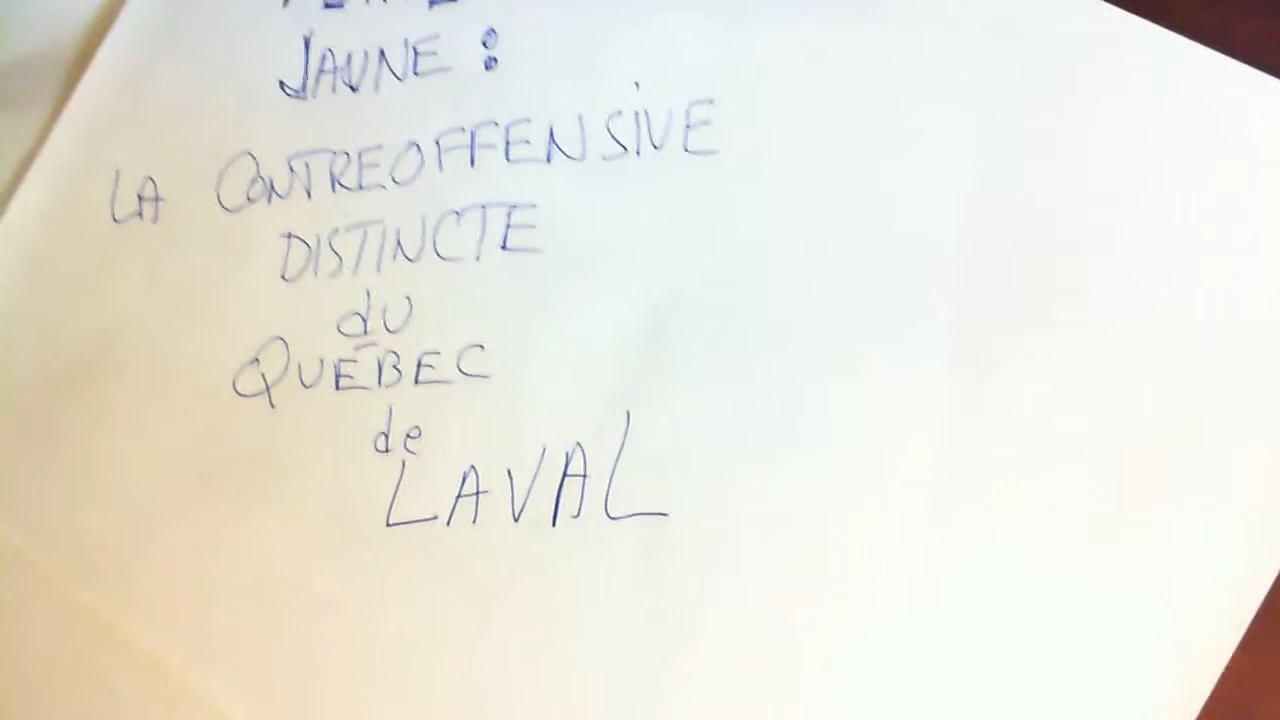 JAUNE :
LA CONTREOFFENSIVE
DISTINCTE
du
QUÉBEC
de
LAVAL